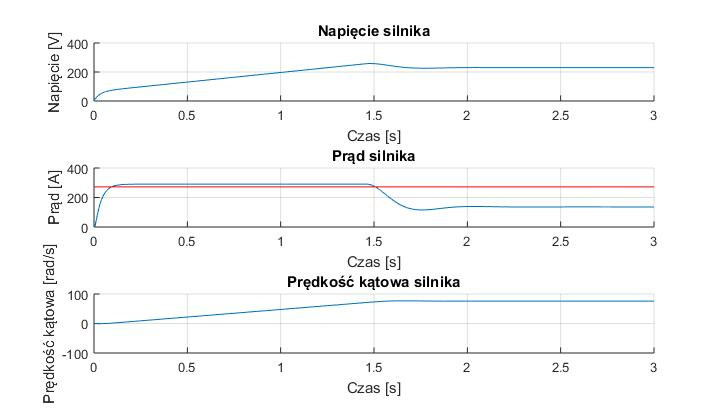 Napięcie silnika
Napięcie [V]
400
200
0
0 0.5 1 1.5 2 2.5 3
Czas [s]
Prąd silnika
Prąd [A]
400
200
0
0 0.5 1 1.5 2 2.5 3
Czas [s]
Prędkość kątowa silnika
Prędkość kątowa [rad/s]
100
0
-100
0 0.5 1 1.5 2 2.5 3
Czas [s]